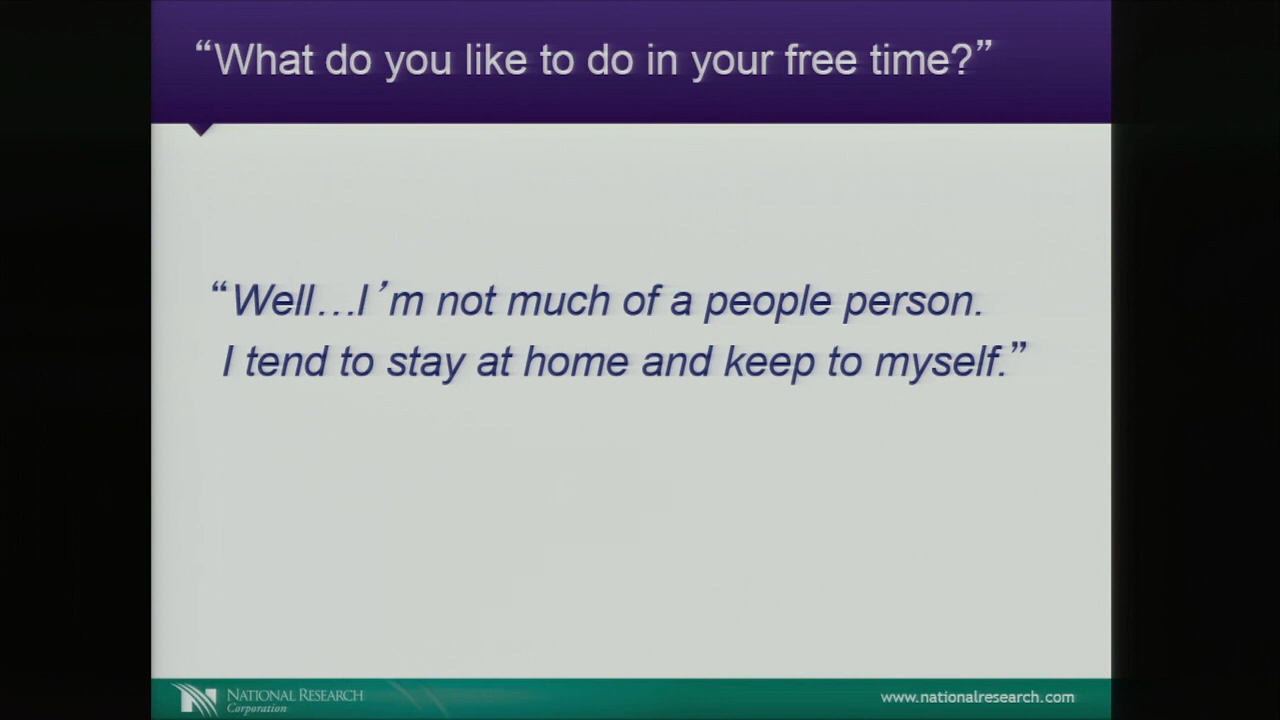 “What do you like to do in your free time?”
“Well…I’m not much of a people person.
I tend to stay at home and keep to myself.”
NATIONAL RESEARCH
Corporation
www.nationalresearch.com